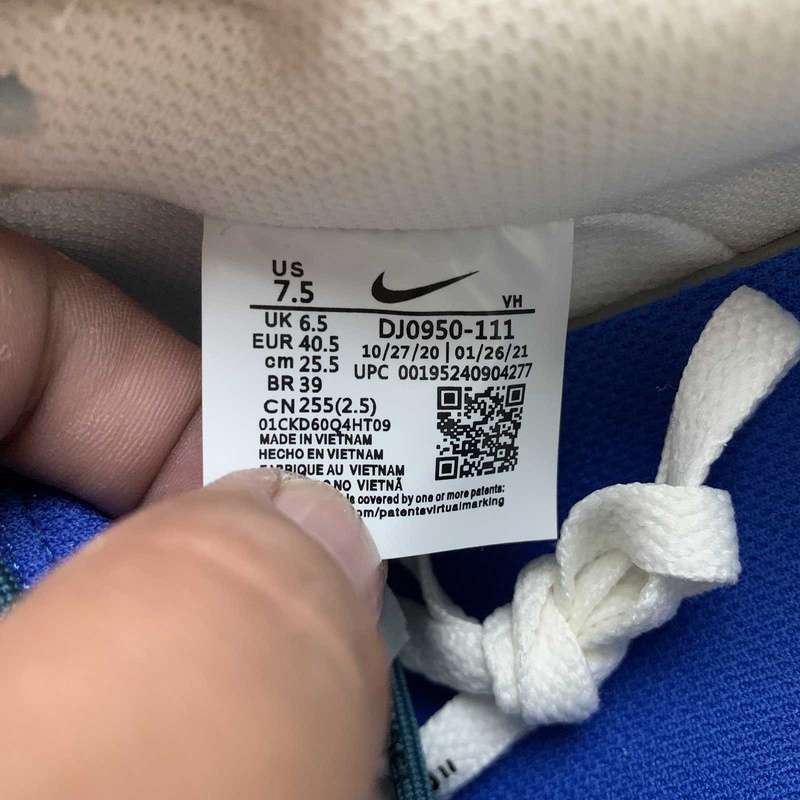 US
7.5
VH
UK 6.5
EUR 40.5
cm 25.5
BR 39
CN 255(2.5)
DJ0950-111
10/27/20 | 01/26/21
UPC 00195240904277
01CKD60Q4HT09
MADE IN VIETNAM
HECHO EN VIETNAM
FABRIQUE AU VIETNAM
NO VIETNÃ
is covered by one or more patents:
om/patentsvirtualmarking